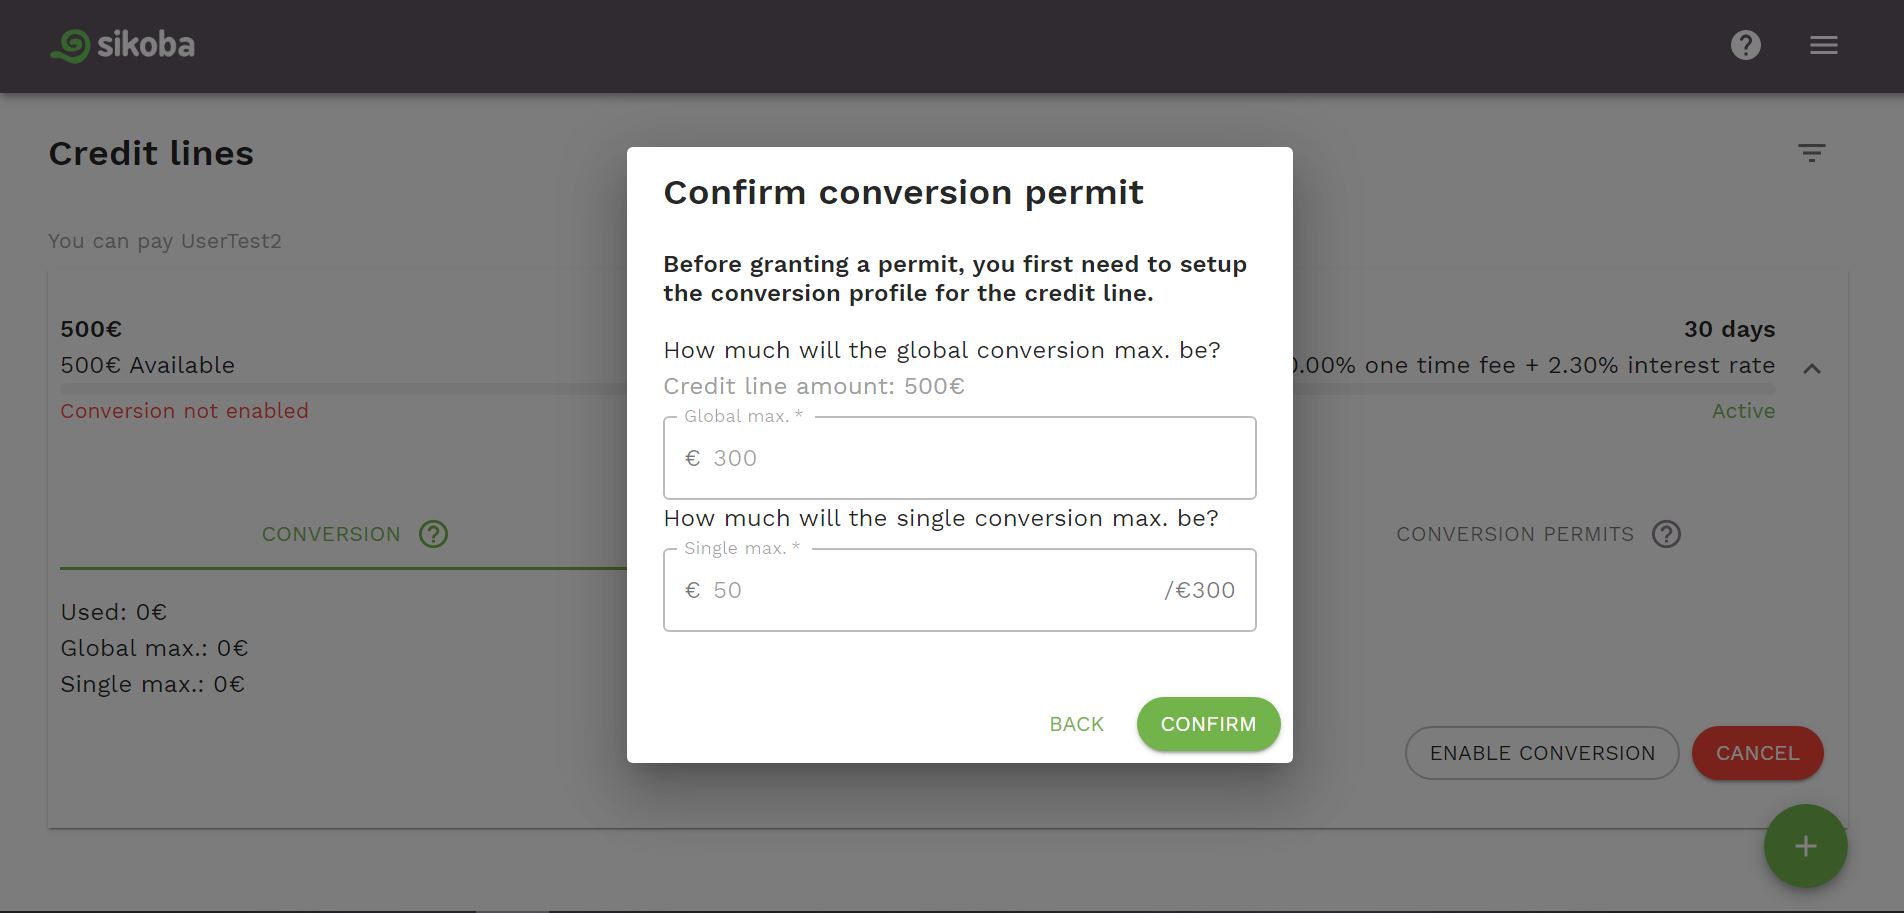 sikoba
Credit lines
You can pay UserTest2
500€
500€ Available
Conversion not enabled
30 days
0.00% one time fee + 2.30% interest rate
Active
CONVERSION
CONVERSION PERMITS
Used: 0€
Global max.: 0€
Single max.: 0€
ENABLE CONVERSION
CANCEL
+
Confirm conversion permit
Before granting a permit, you first need to setup
the conversion profile for the credit line.
How much will the global conversion max. be?
Credit line amount: 500€
Global max. *
€ 300
How much will the single conversion max. be?
Single max. *
€ 50 /€300
BACK
CONFIRM